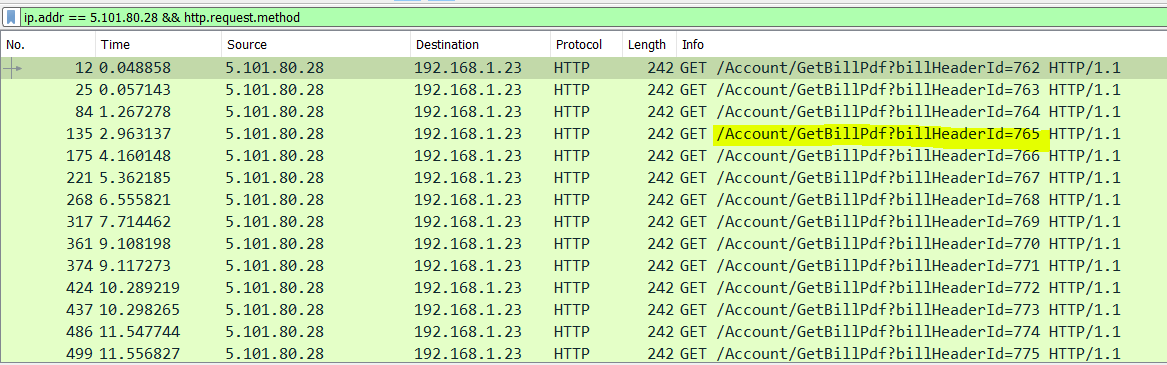 ip.addr == 5.101.80.28 && http.request.method
No. Time Source Destination Protocol Length Info
12 0.048858 5.101.80.28 192.168.1.23 HTTP 242 GET /Account/GetBillPdf?billHeaderId=762 HTTP/1.1
25 0.057143 5.101.80.28 192.168.1.23 HTTP 242 GET /Account/GetBillPdf?billHeaderId=763 HTTP/1.1
84 1.267278 5.101.80.28 192.168.1.23 HTTP 242 GET /Account/GetBillPdf?billHeaderId=764 HTTP/1.1
135 2.963137 5.101.80.28 192.168.1.23 HTTP 242 GET /Account/GetBillPdf?billHeaderId=765 HTTP/1.1
175 4.160148 5.101.80.28 192.168.1.23 HTTP 242 GET /Account/GetBillPdf?billHeaderId=766 HTTP/1.1
221 5.362185 5.101.80.28 192.168.1.23 HTTP 242 GET /Account/GetBillPdf?billHeaderId=767 HTTP/1.1
268 6.555821 5.101.80.28 192.168.1.23 HTTP 242 GET /Account/GetBillPdf?billHeaderId=768 HTTP/1.1
317 7.714462 5.101.80.28 192.168.1.23 HTTP 242 GET /Account/GetBillPdf?billHeaderId=769 HTTP/1.1
361 9.108198 5.101.80.28 192.168.1.23 HTTP 242 GET /Account/GetBillPdf?billHeaderId=770 HTTP/1.1
374 9.117273 5.101.80.28 192.168.1.23 HTTP 242 GET /Account/GetBillPdf?billHeaderId=771 HTTP/1.1
424 10.289219 5.101.80.28 192.168.1.23 HTTP 242 GET /Account/GetBillPdf?billHeaderId=772 HTTP/1.1
437 10.298265 5.101.80.28 192.168.1.23 HTTP 242 GET /Account/GetBillPdf?billHeaderId=773 HTTP/1.1
486 11.547744 5.101.80.28 192.168.1.23 HTTP 242 GET /Account/GetBillPdf?billHeaderId=774 HTTP/1.1
499 11.556827 5.101.80.28 192.168.1.23 HTTP 242 GET /Account/GetBillPdf?billHeaderId=775 HTTP/1.1